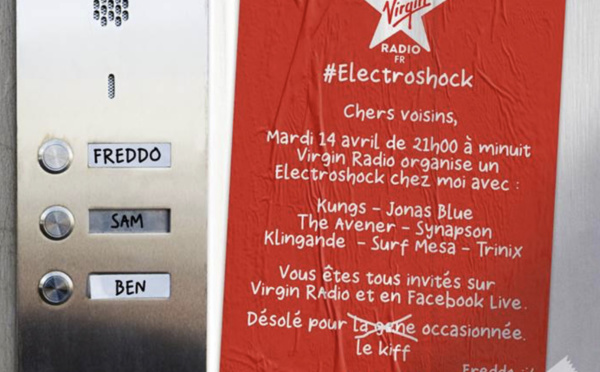 FREDDO
SAM
BEN
Virgin
RADIO
FR
#Electroshock
Chers voisins,
Mardi 14 avril de 21h00 à minuit
Virgin Radio organise un
Electroshock chez moi avec :
Kungs - Jonas Blue
The Avener - Synapson
Klingande - Surf Mesa - Trinix
Vous êtes tous invités sur
Virgin RAdio et en Facebook Live.
Désolé pour la gêne occasionnée.
le kiff